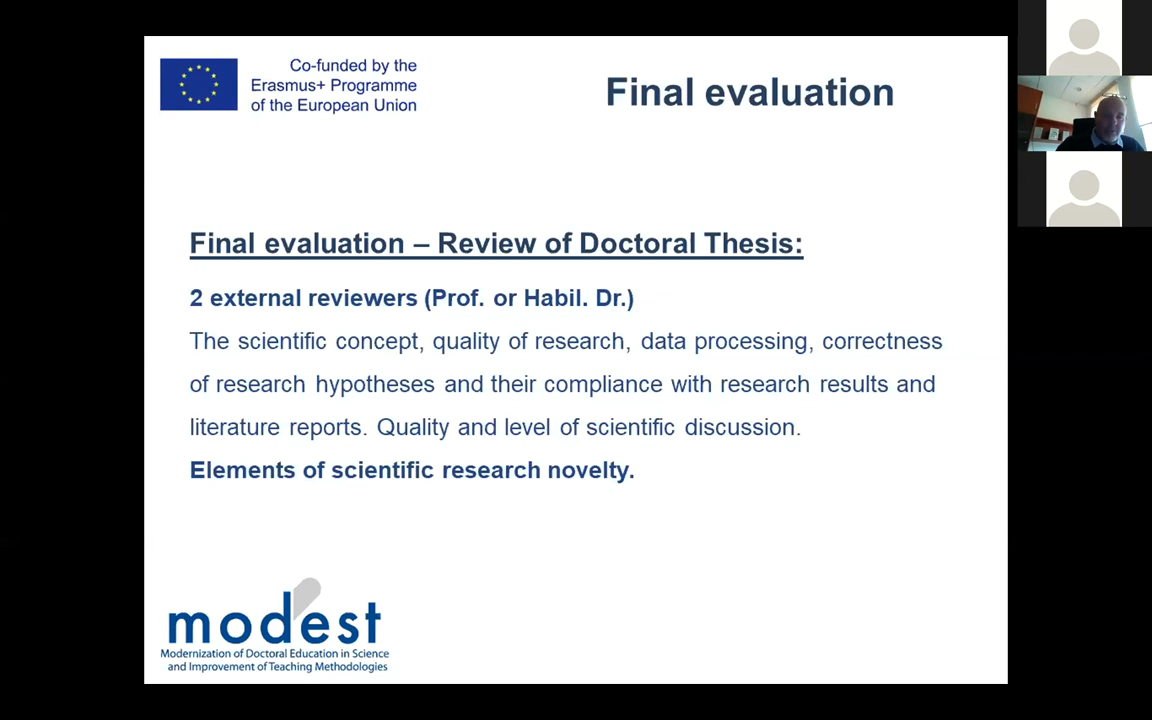 Co-funded by the
Erasmus+ Programme
of the European Union
Final evaluation
Final evaluation – Review of Doctoral Thesis:
2 external reviewers (Prof. or Habil. Dr.)
The scientific concept, quality of research, data processing, correctness
of research hypotheses and their compliance with research results and
literature reports. Quality and level of scientific discussion.
Elements of scientific research novelty.
modest
Modernization of Doctoral Education in Science
and Improvement of Teaching Methodologies